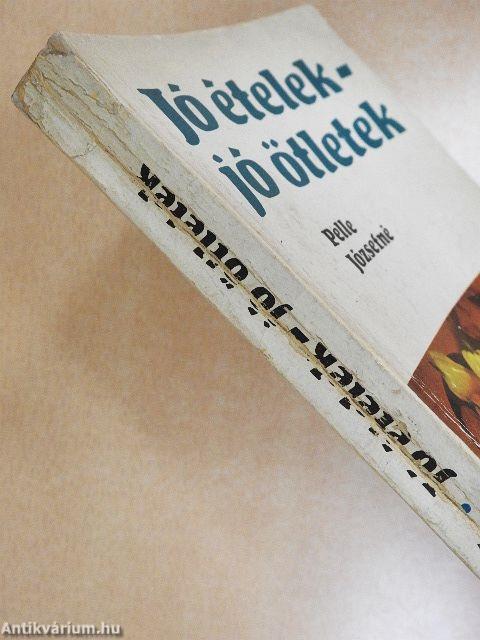 Jó ételek-
jó ötletek
Pelle
Józsefné
Jó ételek-jó ötletek
Antikvárium.hu